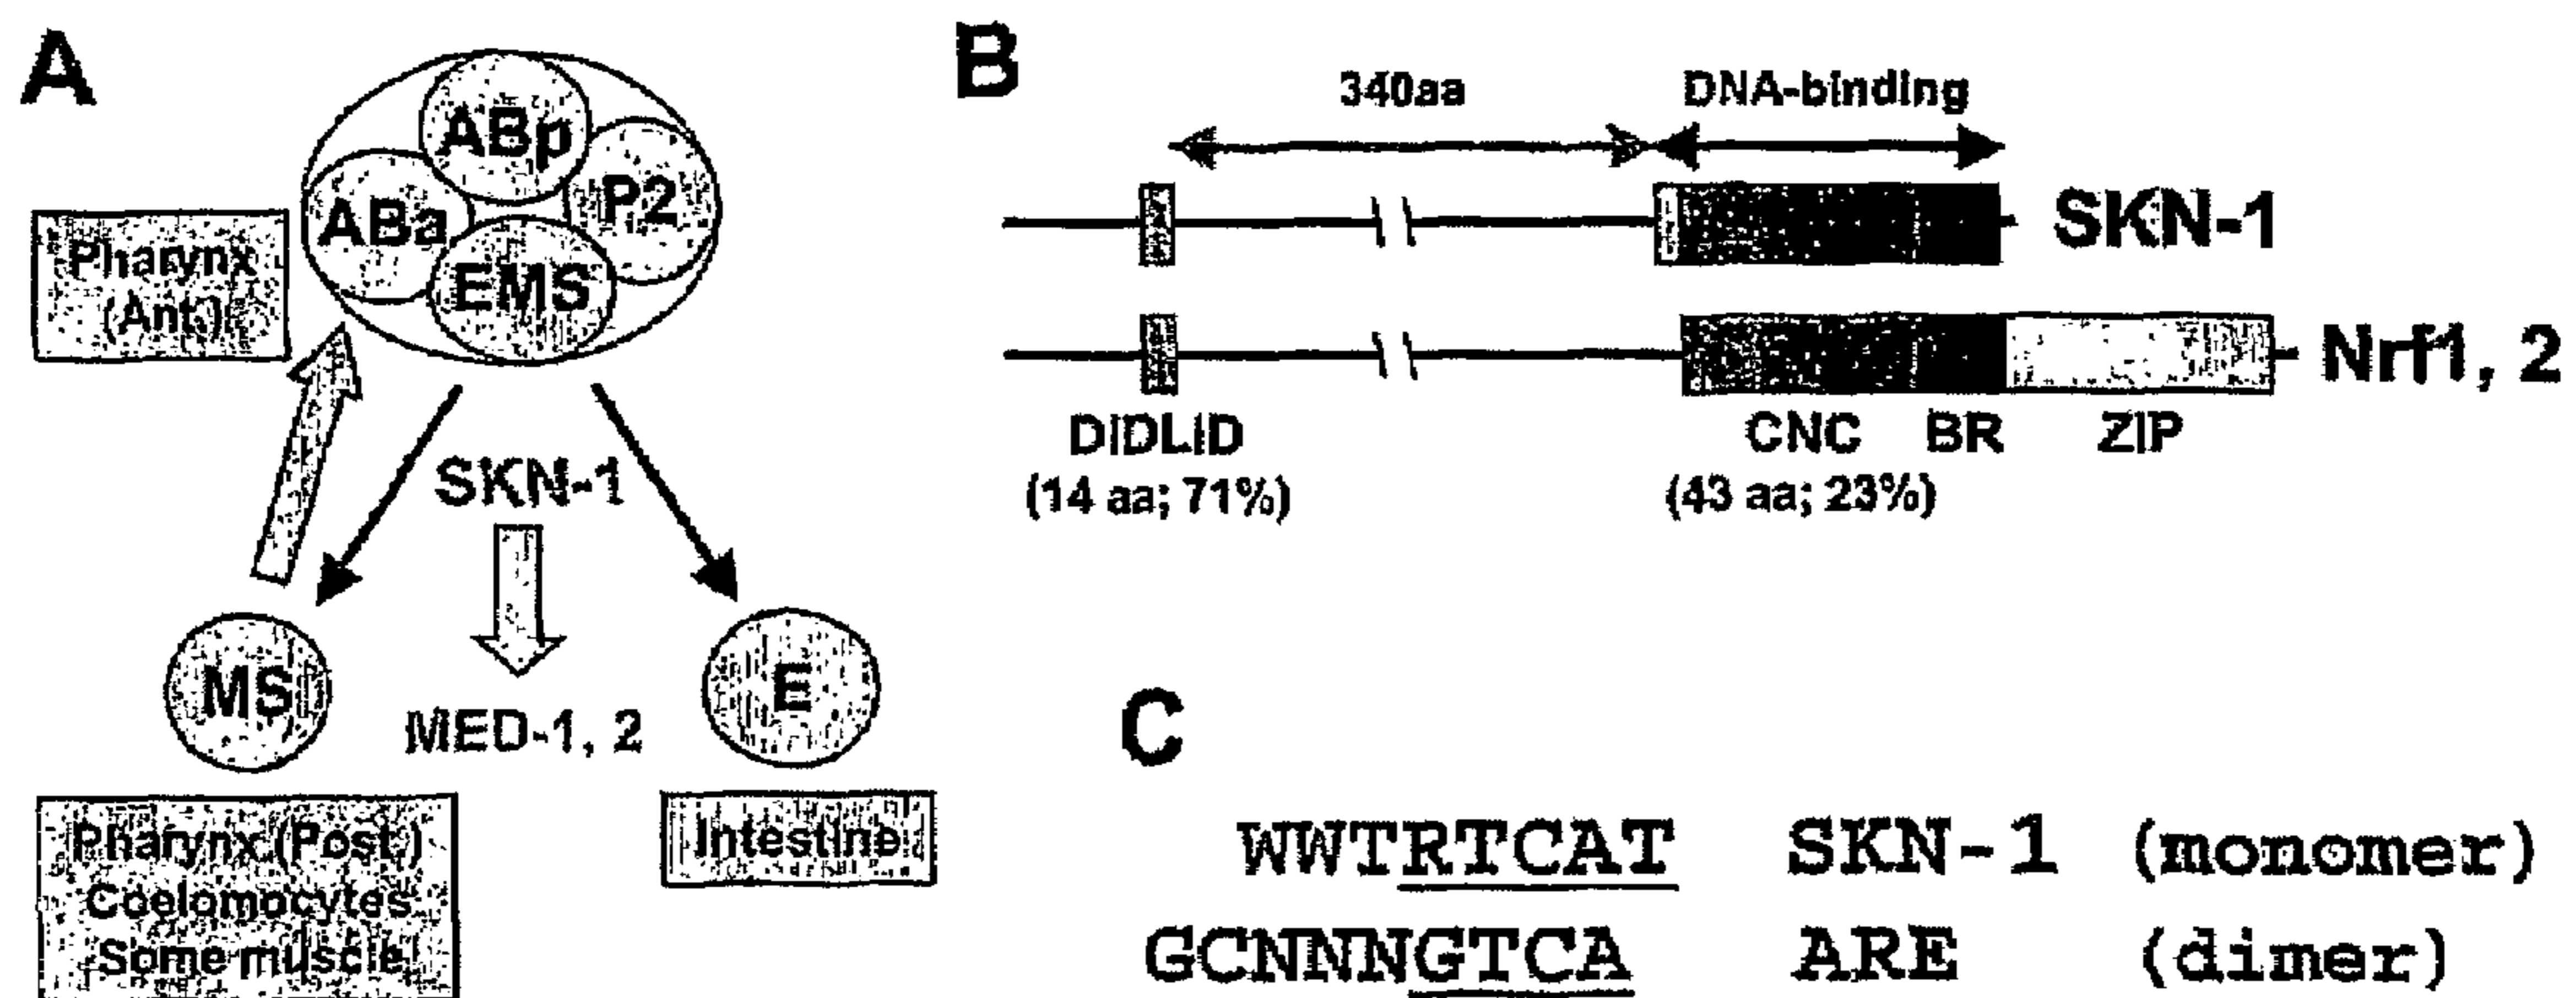 A
ABp
ABa
P2
EMS
Pharynx
(Ant.)
SKN-1
MS
MED-1, 2
E
Pharynx (Post.)
Coelomocytes
Some muscle
Intestine
B
340aa
DNA-binding
SKN-1
Nrf1, 2
DIDLID
CNC BR ZIP
(14 aa; 71%)
(43 aa; 23%)
C
WWTRTCAT SKN-1 (monomer)
GCNNNGTCA ARE (dimer)